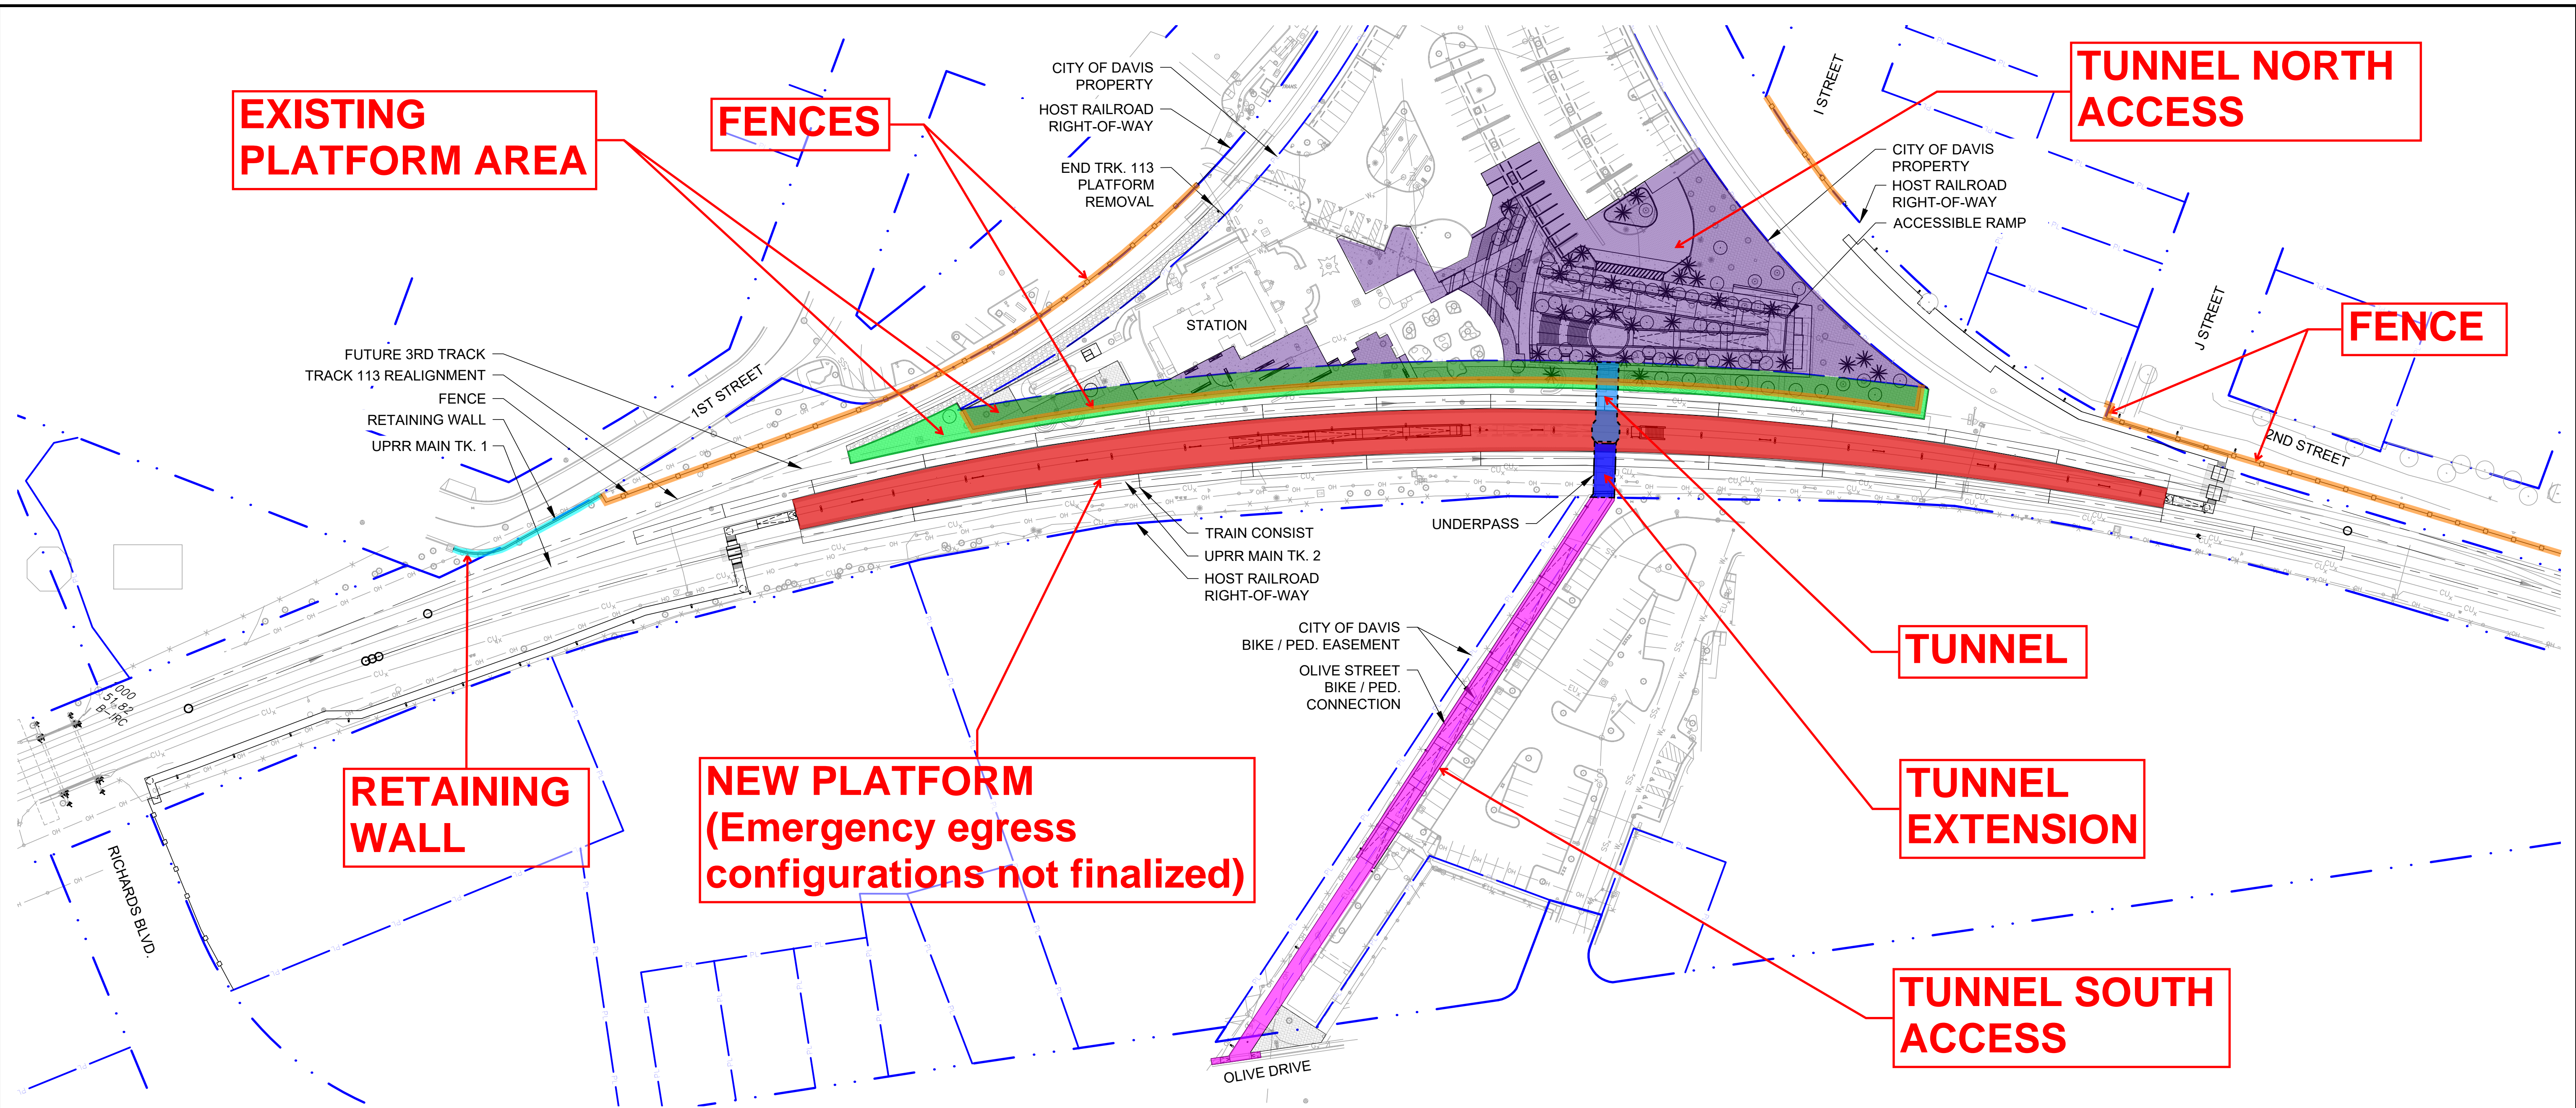 EXISTING
PLATFORM AREA
FENCES
CITY OF DAVIS
PROPERTY
HOST RAILROAD
RIGHT-OF-WAY
END TRK. 113
PLATFORM
REMOVAL
I STREET
TUNNEL NORTH
ACCESS
CITY OF DAVIS
PROPERTY
HOST RAILROAD
RIGHT-OF-WAY
ACCESSIBLE RAMP
J STREET
FENCE
2ND STREET
STATION
1ST STREET
FUTURE 3RD TRACK
TRACK 113 REALIGNMENT
FENCE
RETAINING WALL
UPRR MAIN TK. 1
TRAIN CONSIST
UPRR MAIN TK. 2
HOST RAILROAD
RIGHT-OF-WAY
UNDERPASS
CITY OF DAVIS
BIKE / PED. EASEMENT
OLIVE STREET
BIKE / PED.
CONNECTION
TUNNEL
TUNNEL
EXTENSION
TUNNEL SOUTH
ACCESS
RETAINING
WALL
NEW PLATFORM
(Emergency egress
configurations not finalized)
RICHARDS BLVD.
OLIVE DRIVE